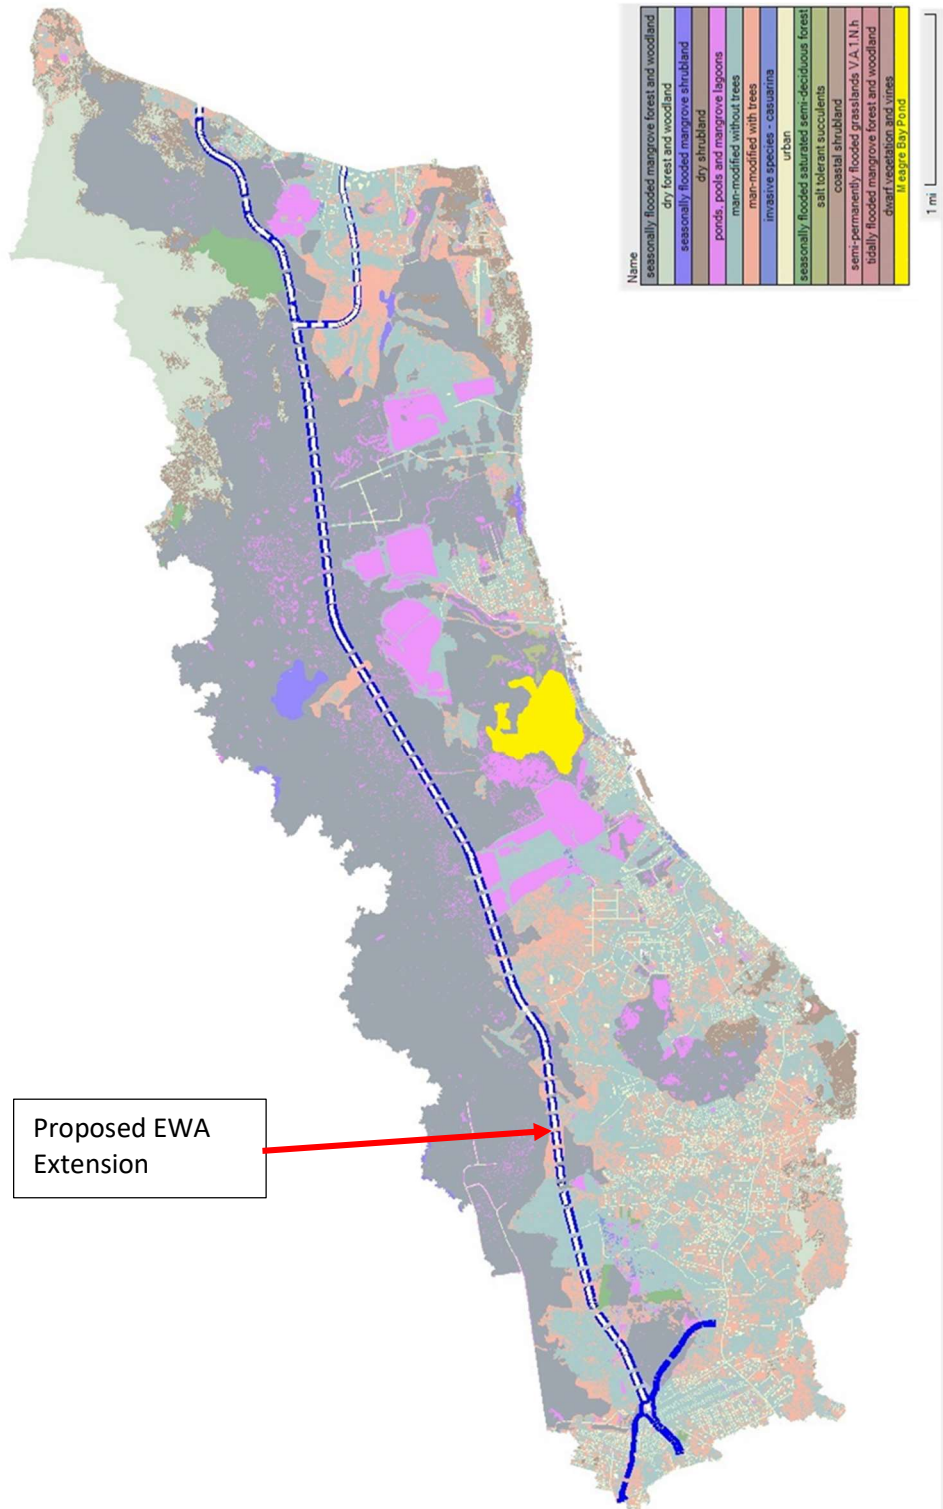 Name
seasonally flooded mangrove forest and woodland
dry forest and woodland
seasonally flooded mangrove shrubland
dry shrubland
ponds, pools and mangrove lagoons
man-modified without trees
man-modified with trees
invasive species - casuarina
urban
seasonally flooded saturated semi-deciduous forest
salt tolerant succulents
coastal shrubland
semi-permanently flooded grasslands V.A.1.N.h
tidally flooded mangrove forest and woodland
dwarf vegetation and vines
Meagre Bay Pond
1 mi
Proposed EWA
Extension